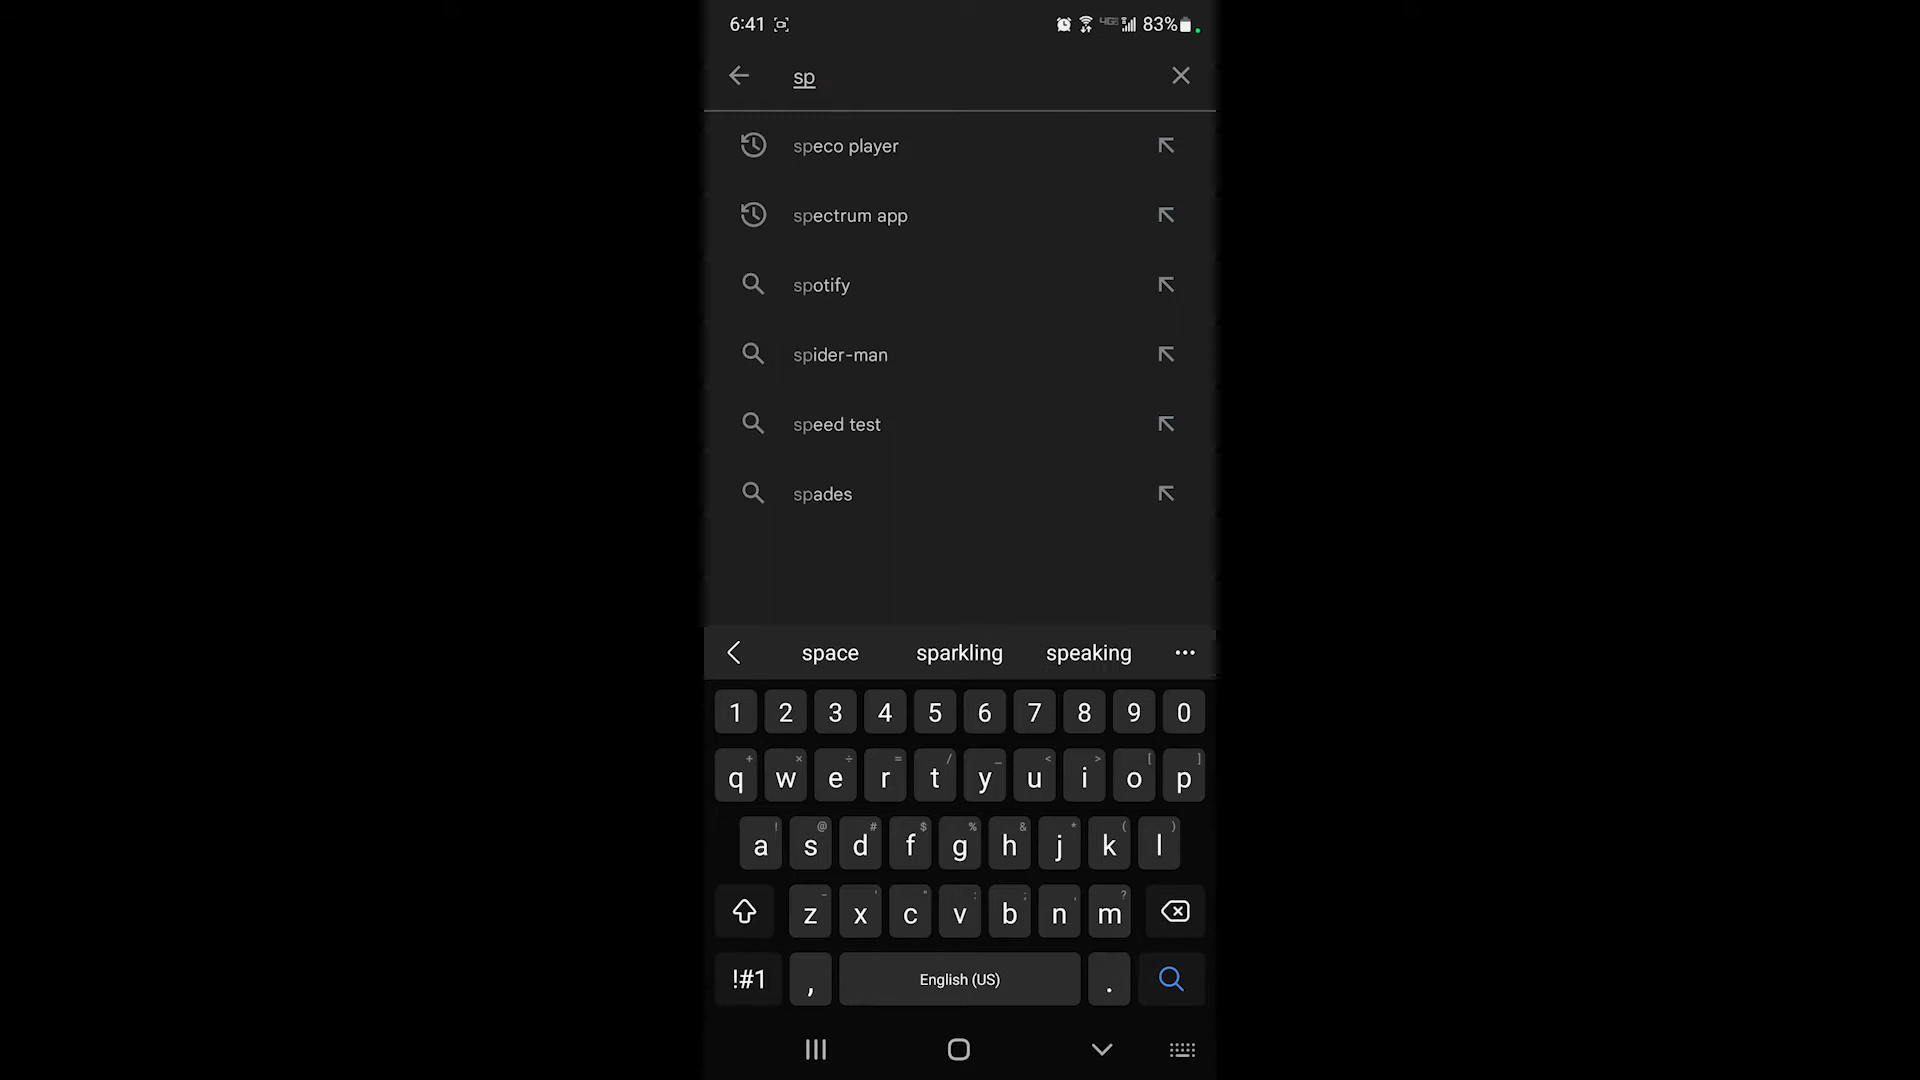 6:41 83%
sp
speco player
spectrum app
spotify
spider-man
speed test
spades
space sparkling speaking ...
1 2 3 4 5 6 7 8 9 0
q w e r t y u i o p
a s d f g h j k l
z x c v b n m
!#1 , English (US) .